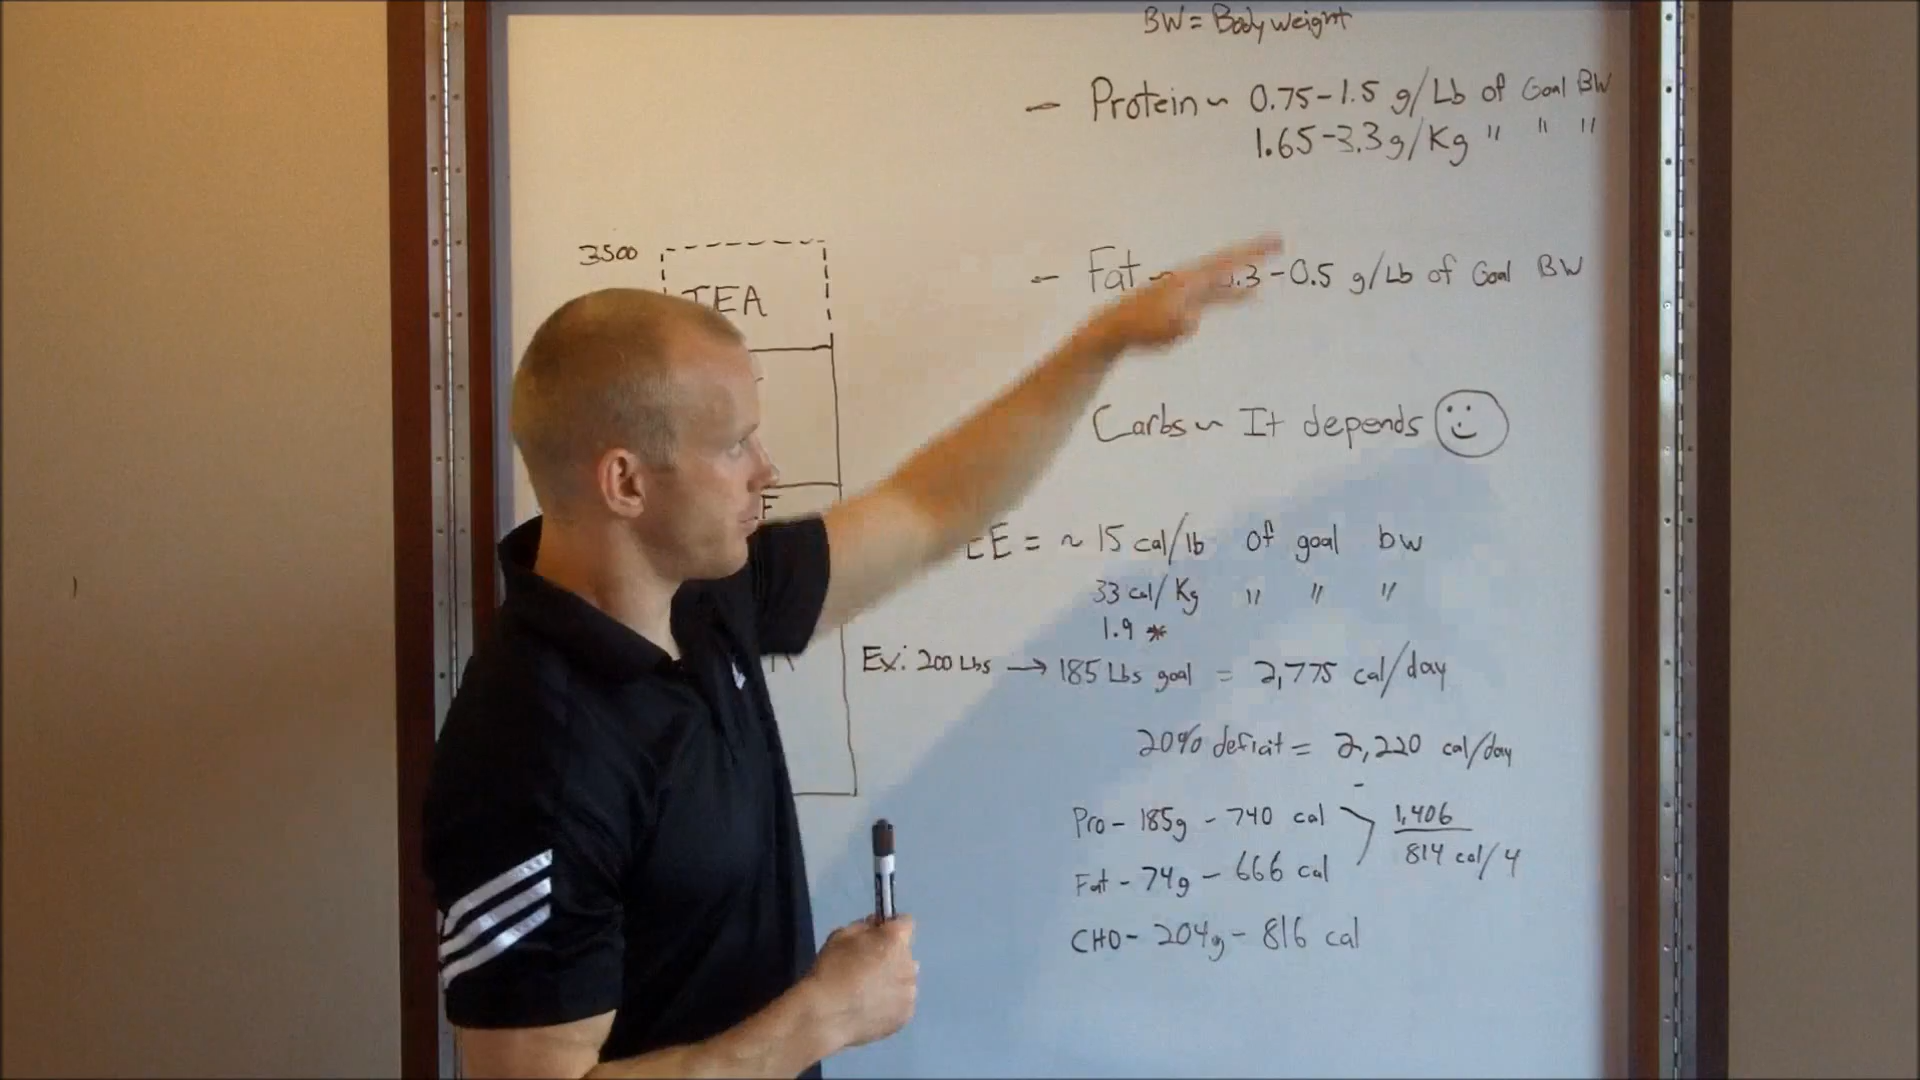 BW = Bodyweight
- Protein ~ 0.75-1.5 g/Lb of Goal BW
1.65-3.3g/Kg " " "
3500
TEA
- Fat ~ .3-0.5 g/Lb of Goal BW
Carbs ~ It depends
EE = ~ 15 cal/lb of goal bw
33 cal/Kg " " "
1.9 *
Ex: 200 Lbs → 185 Lbs goal = 2,775 cal/day
20% deficit = 2,220 cal/day
Pro - 185g - 740 cal
1,406
814 cal/4
Fat - 74g - 666 cal
CHO - 204g - 816 cal